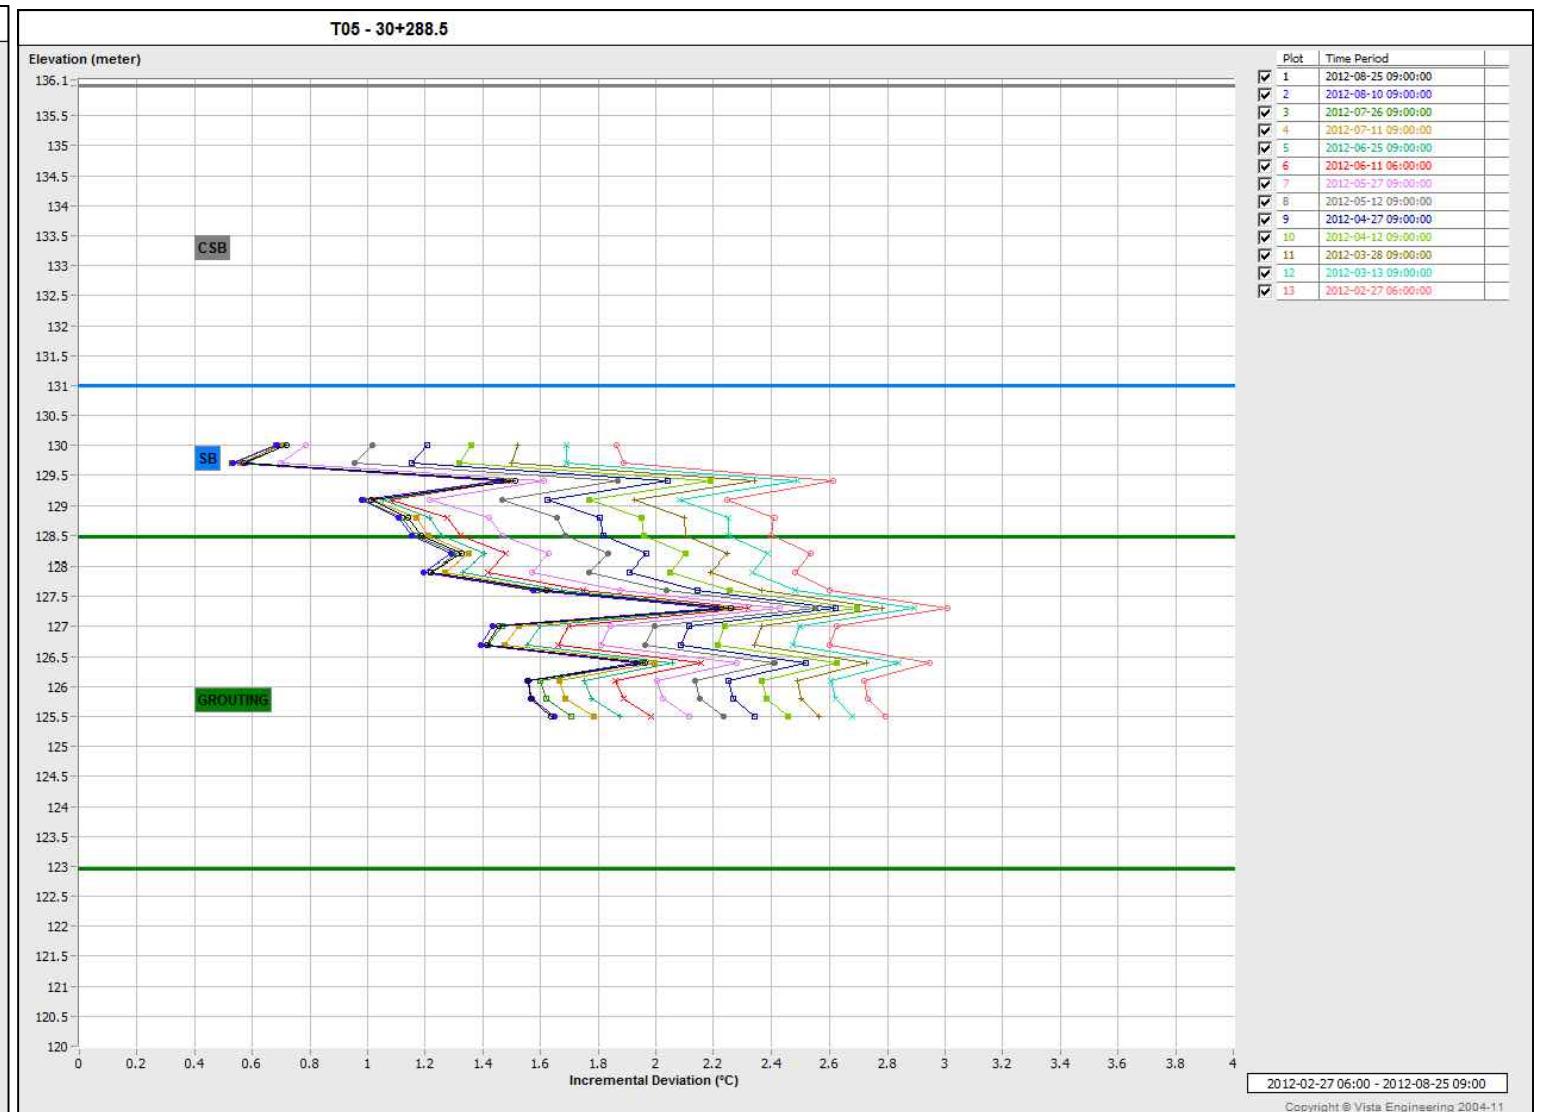 T05 - 30+288.5
Elevation (meter)
136.1
135.5
135
134.5
134
133.5
133
132.5
132
131.5
131
130.5
130
129.5
129
128.5
128
127.5
127
126.5
126
125.5
125
124.5
124
123.5
123
122.5
122
121.5
121
120.5
120
CSB
SB
GROUTING
0 0.2 0.4 0.6 0.8 1 1.2 1.4 1.6 1.8 2 2.2 2.4 2.6 2.8 3 3.2 3.4 3.6 3.8 4
Incremental Deviation (°C)
Plot Time Period
1 2012-08-25 09:00:00
2 2012-08-10 09:00:00
3 2012-07-26 09:00:00
4 2012-07-11 09:00:00
5 2012-06-25 09:00:00
6 2012-06-11 06:00:00
7 2012-05-27 09:00:00
8 2012-05-12 09:00:00
9 2012-04-27 09:00:00
10 2012-04-12 09:00:00
11 2012-03-28 09:00:00
12 2012-03-13 09:00:00
13 2012-02-27 06:00:00
2012-02-27 06:00 - 2012-08-25 09:00
Copyright © Vista Engineering 2004-11